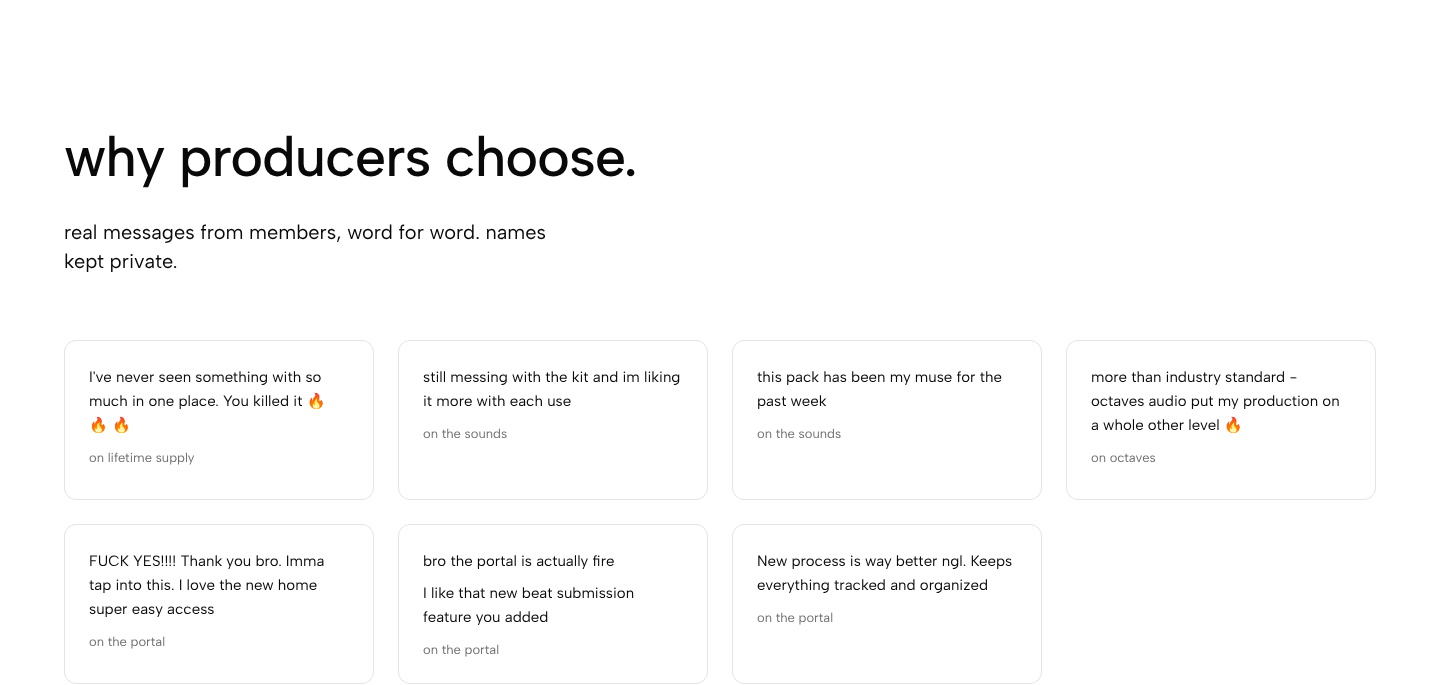 why producers choose.
real messages from members, word for word. names
kept private.
I've never seen something with so
much in one place. You killed it 🔥
🔥 🔥
on lifetime supply
still messing with the kit and im liking
it more with each use
on the sounds
this pack has been my muse for the
past week
on the sounds
more than industry standard –
octaves audio put my production on
a whole other level 🔥
on octaves
FUCK YES!!!! Thank you bro. Imma
tap into this. I love the new home
super easy access
on the portal
bro the portal is actually fire
I like that new beat submission
feature you added
on the portal
New process is way better ngl. Keeps
everything tracked and organized
on the portal